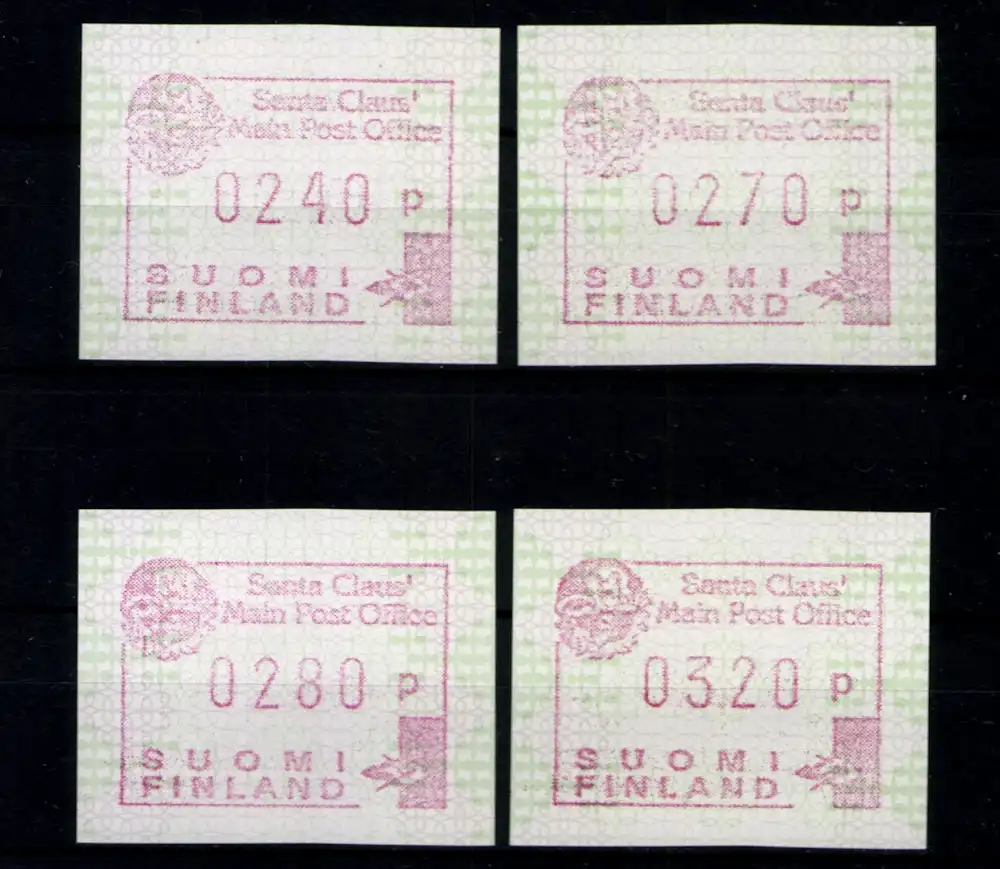 Santa Claus'
Main Post Office
0240 p
SUOMI
FINLAND
Santa Claus'
Main Post Office
0270 p
SUOMI
FINLAND
Santa Claus'
Main Post Office
0280 p
SUOMI
FINLAND
Santa Claus'
Main Post Office
0320 p
SUOMI
FINLAND